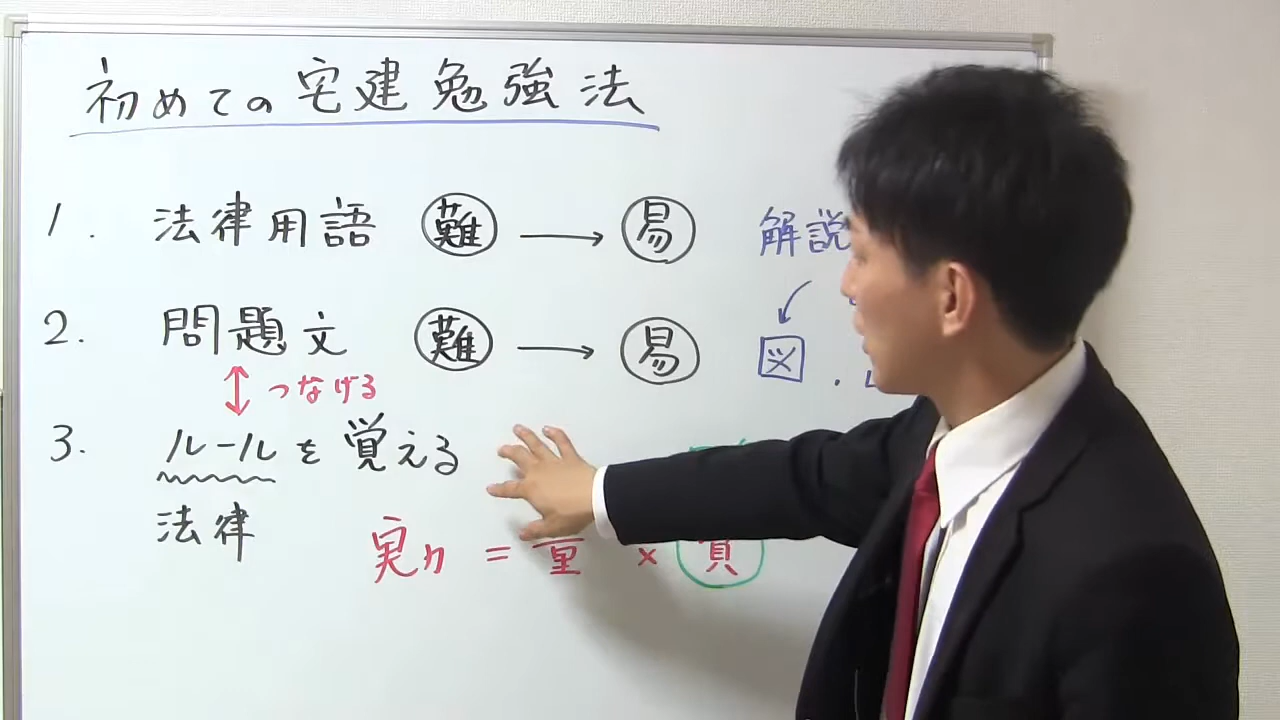 初めての宅建勉強法
1. 法律用語 難 → 易 解説
2. 問題文 難 → 易 図
↕ つなげる
3. ルールを覚える
法律
実力 = 量 × 質